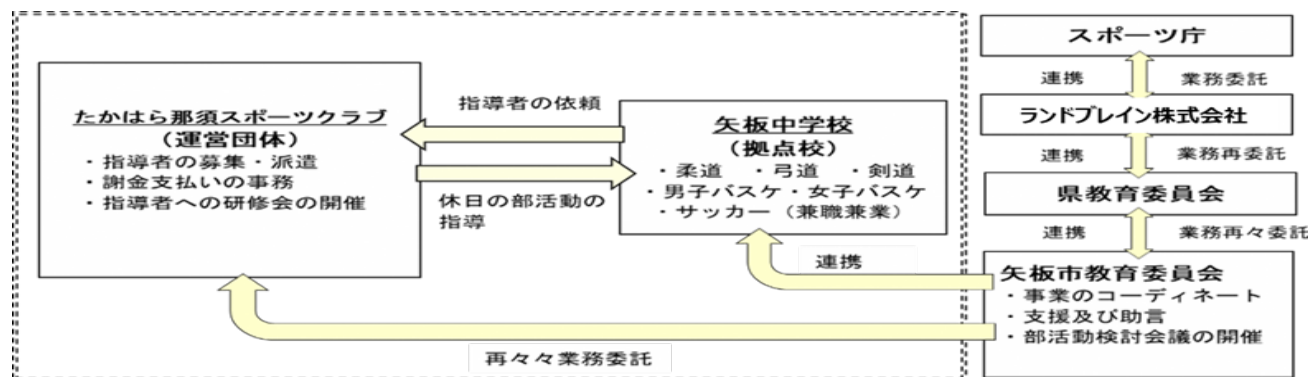 たかはら那須スポーツクラブ
（運営団体）
・指導者の募集・派遣
・謝金支払いの事務
・指導者への研修会の開催
指導者の依頼
休日の部活動の
指導
矢板中学校
（拠点校）
・柔道　・弓道　・剣道
・男子バスケ・女子バスケ
・サッカー（兼職兼業）
連携
再々々業務委託
スポーツ庁
連携　業務委託
ランドブレイン株式会社
連携　業務再委託
県教育委員会
連携　業務再々委託
矢板市教育委員会
・事業のコーディネート
・支援及び助言
・部活動検討会議の開催